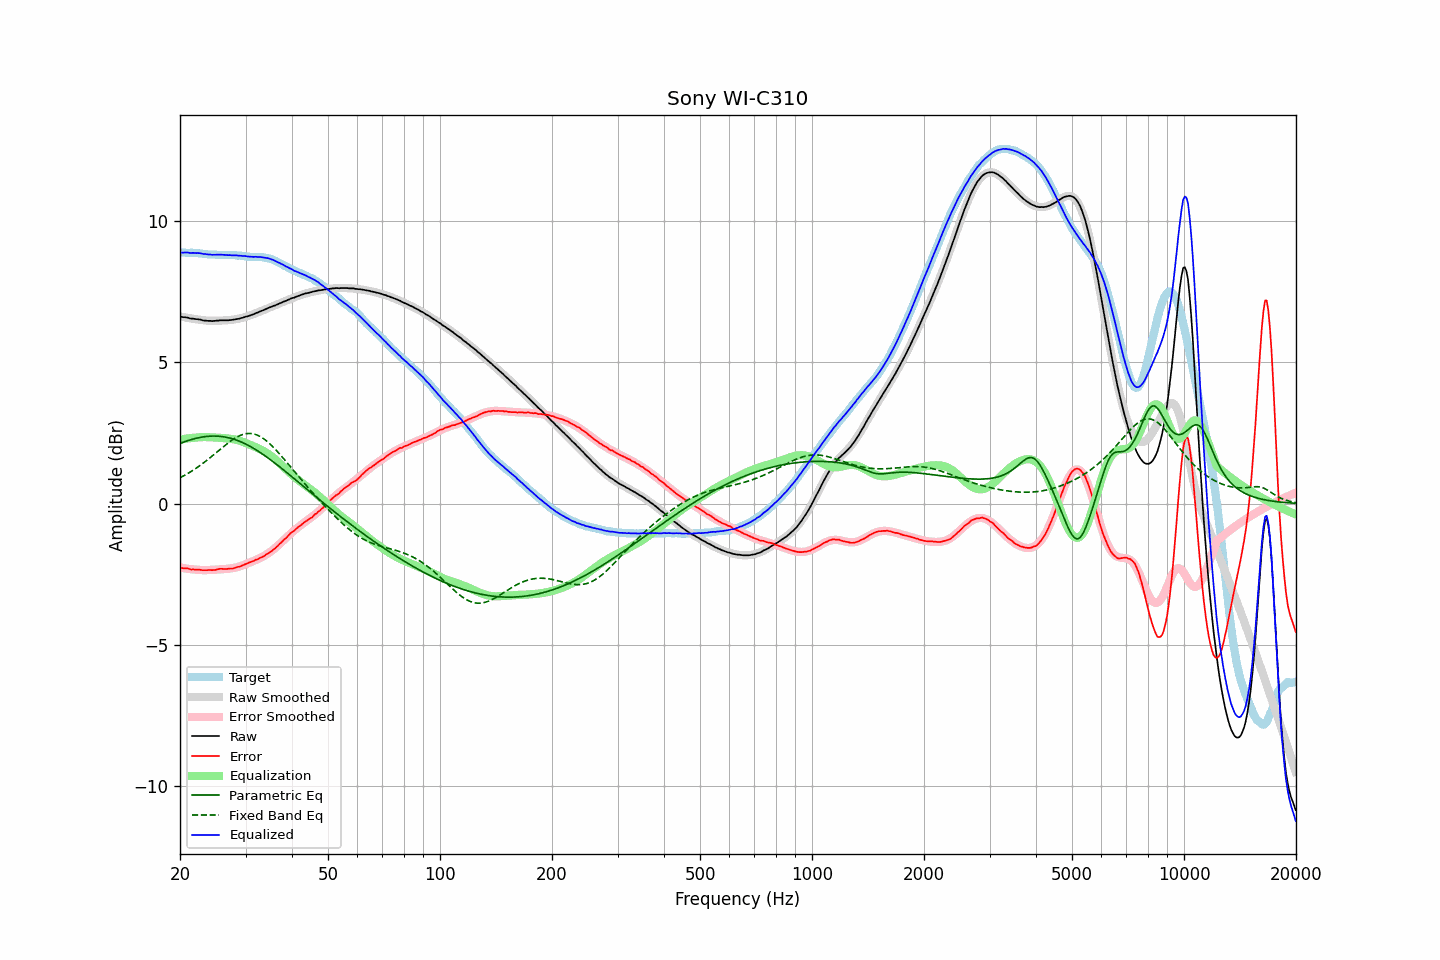 Sony WI-C310
Amplitude (dBr)
10
5
0
−5
−10
Target
Raw Smoothed
Error Smoothed
Raw
Error
Equalization
Parametric Eq
Fixed Band Eq
Equalized
20 50 100 200 500 1000 2000 5000 10000 20000
Frequency (Hz)